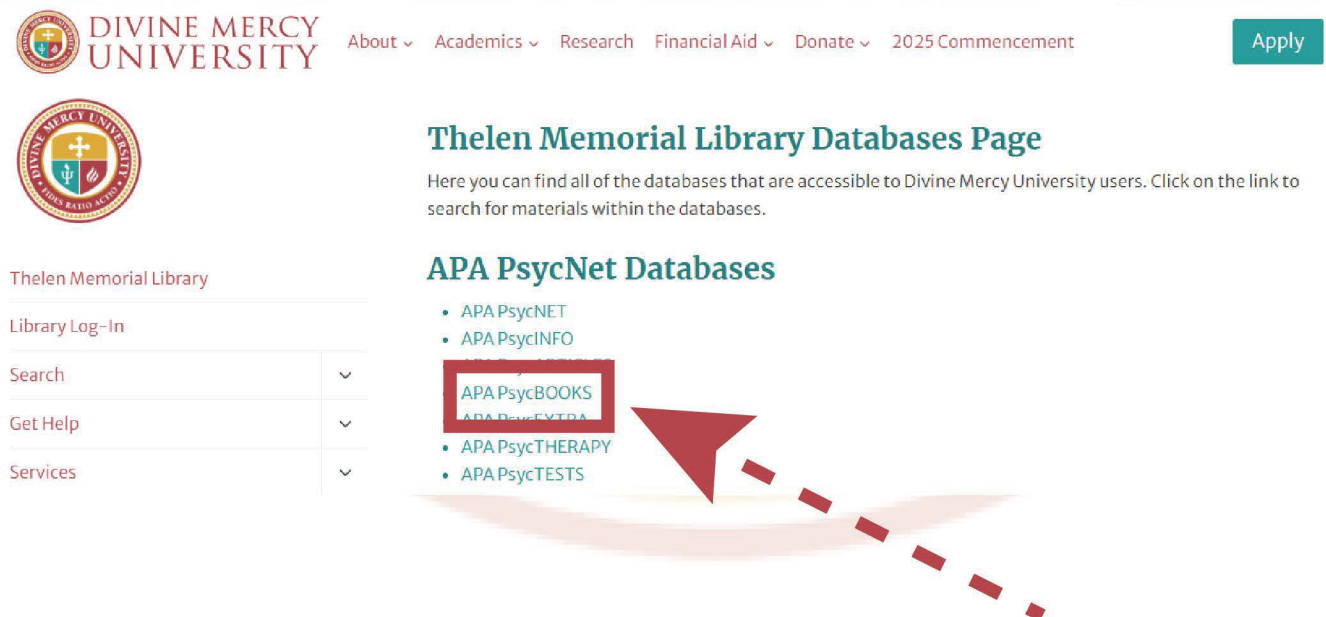 DIVINE MERCY
UNIVERSITY
About Academics Research Financial Aid Donate 2025 Commencement
Apply
Thelen Memorial Library Databases Page
Here you can find all of the databases that are accessible to Divine Mercy University users. Click on the link to
search for materials within the databases.
Thelen Memorial Library
Library Log-In
Search
Get Help
Services
APA PsycNet Databases
• APA PsycNET
• APA PsycINFO
APA PsycBOOKS
• APA PsycTHERAPY
• APA PsycTESTS